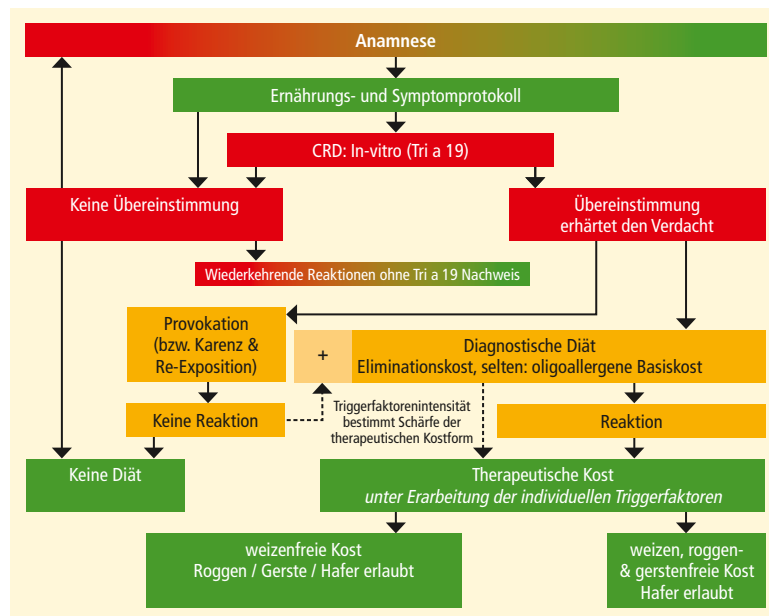 Anamnese
Ernährungs- und Symptomprotokoll
CRD: In-vitro (Tri a 19)
Keine Übereinstimmung
Übereinstimmung
erhärtet den Verdacht
Wiederkehrende Reaktionen ohne Tri a 19 Nachweis
Provokation
(bzw. Karenz &
Re-Exposition)
+
Diagnostische Diät
Eliminationskost, selten: oligoallergene Basiskost
Keine Reaktion
Triggerfaktorenintensität
bestimmt Schärfe der
therapeutischen Kostform
Reaktion
Keine Diät
Therapeutische Kost
unter Erarbeitung der individuellen Triggerfaktoren
weizenfreie Kost
Roggen / Gerste / Hafer erlaubt
weizen, roggen-
& gerstenfreie Kost
Hafer erlaubt